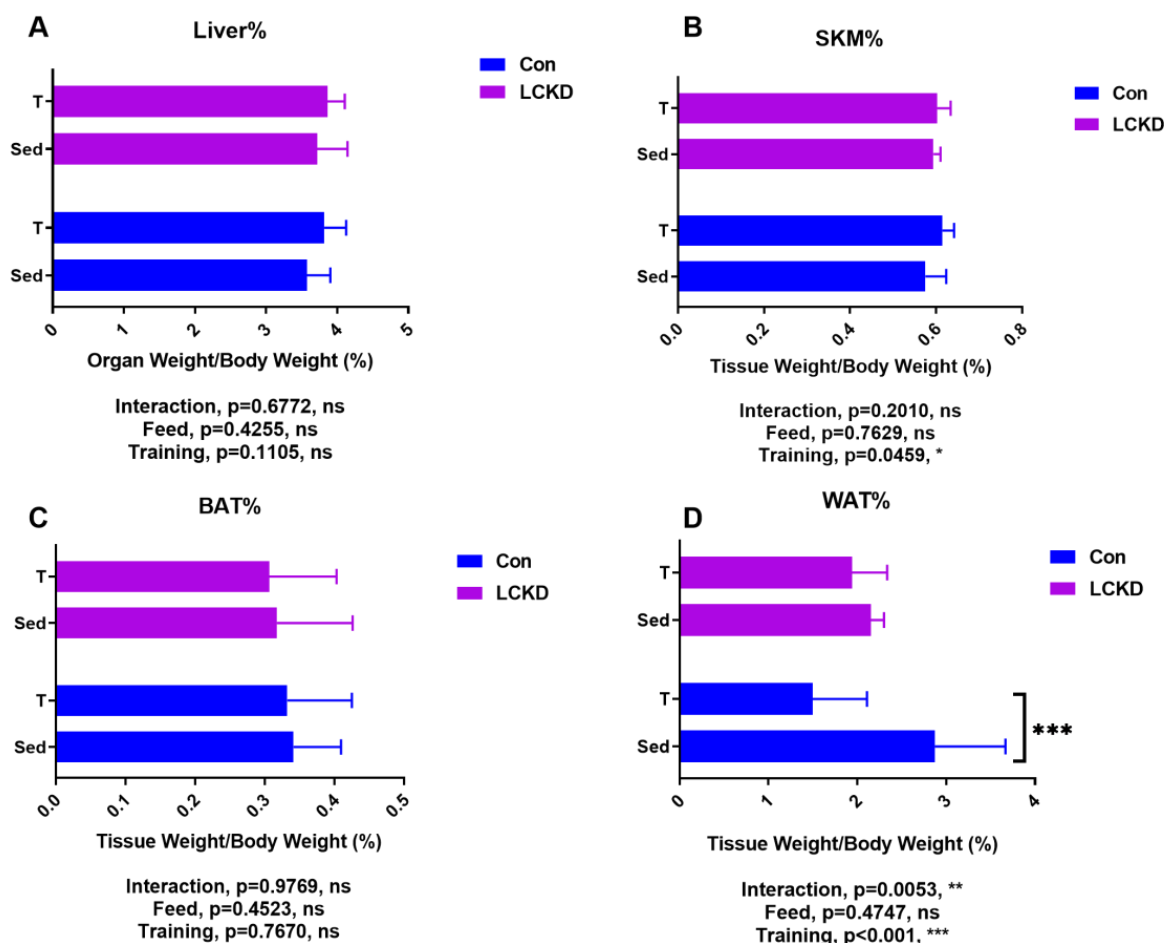 A
Liver%
Con
LCKD
T
Sed
T
Sed
0 1 2 3 4 5
Organ Weight/Body Weight (%)
Interaction, p=0.6772, ns
Feed, p=0.4255, ns
Training, p=0.1105, ns
B
SKM%
Con
LCKD
T
Sed
T
Sed
0.0 0.2 0.4 0.6 0.8
Tissue Weight/Body Weight (%)
Interaction, p=0.2010, ns
Feed, p=0.7629, ns
Training, p=0.0459, *
C
BAT%
Con
LCKD
T
Sed
T
Sed
0.0 0.1 0.2 0.3 0.4 0.5
Tissue Weight/Body Weight (%)
Interaction, p=0.9769, ns
Feed, p=0.4523, ns
Training, p=0.7670, ns
D
WAT%
Con
LCKD
T
Sed
T
Sed
***
0 1 2 3 4
Tissue Weight/Body Weight (%)
Interaction, p=0.0053, **
Feed, p=0.4747, ns
Training, p<0.001, ***